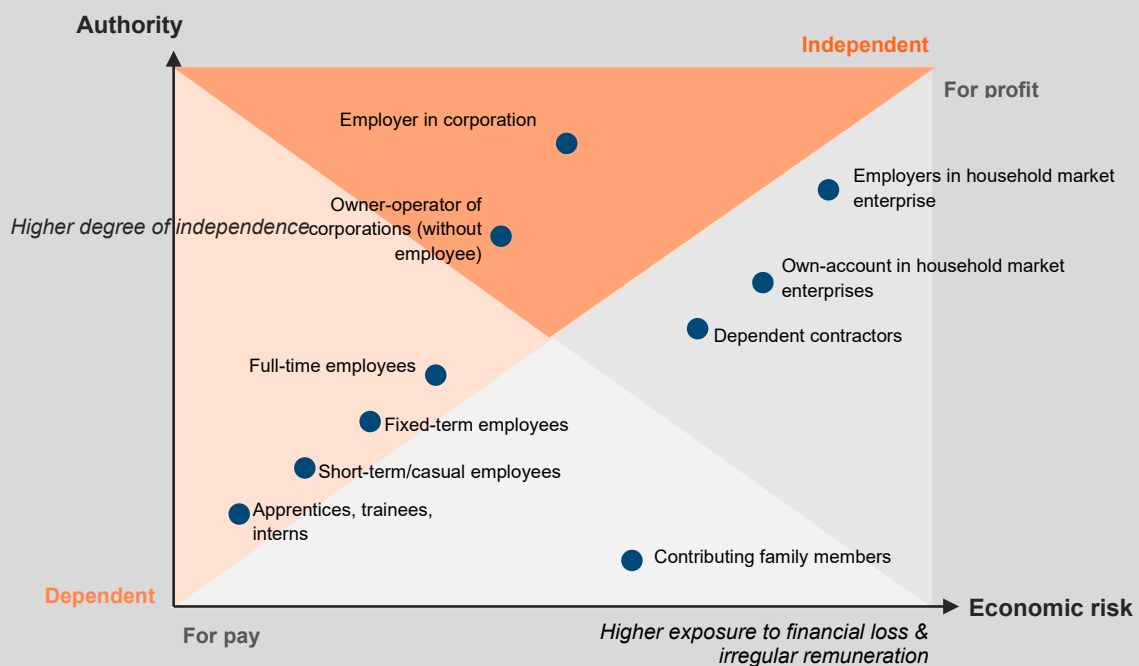 Authority
Independent
For profit
Employer in corporation
Employers in household market
enterprise
Higher degree of independence
Owner-operator of
corporations (without
employee)
Own-account in household market
enterprises
Dependent contractors
Full-time employees
Fixed-term employees
Short-term/casual employees
Apprentices, trainees,
interns
Contributing family members
Dependent
Economic risk
For pay
Higher exposure to financial loss &
irregular remuneration